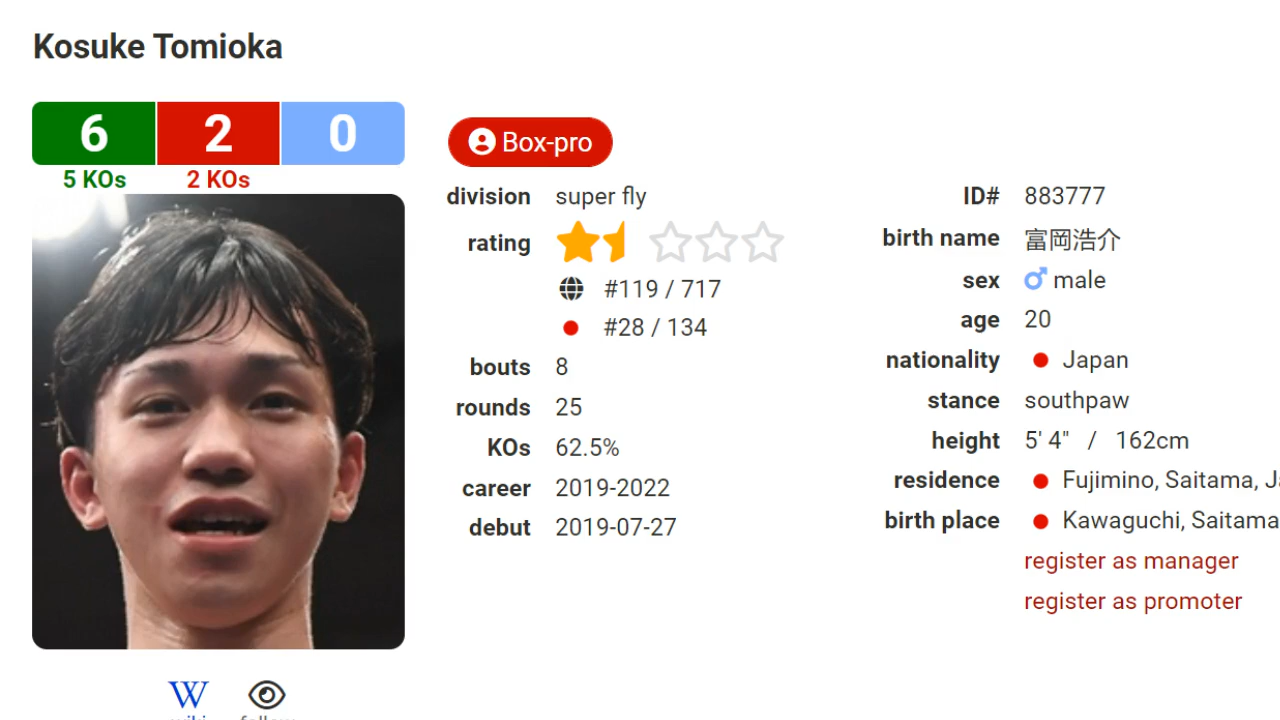 Kosuke Tomioka
6 2 0
5 KOs 2 KOs
Box-pro
division super fly
rating
#119 / 717
#28 / 134
bouts 8
rounds 25
KOs 62.5%
career 2019-2022
debut 2019-07-27
ID# 883777
birth name 富岡浩介
sex male
age 20
nationality Japan
stance southpaw
height 5' 4" / 162cm
residence Fujimino, Saitama,
birth place Kawaguchi, Saitama
register as manager
register as promoter
W